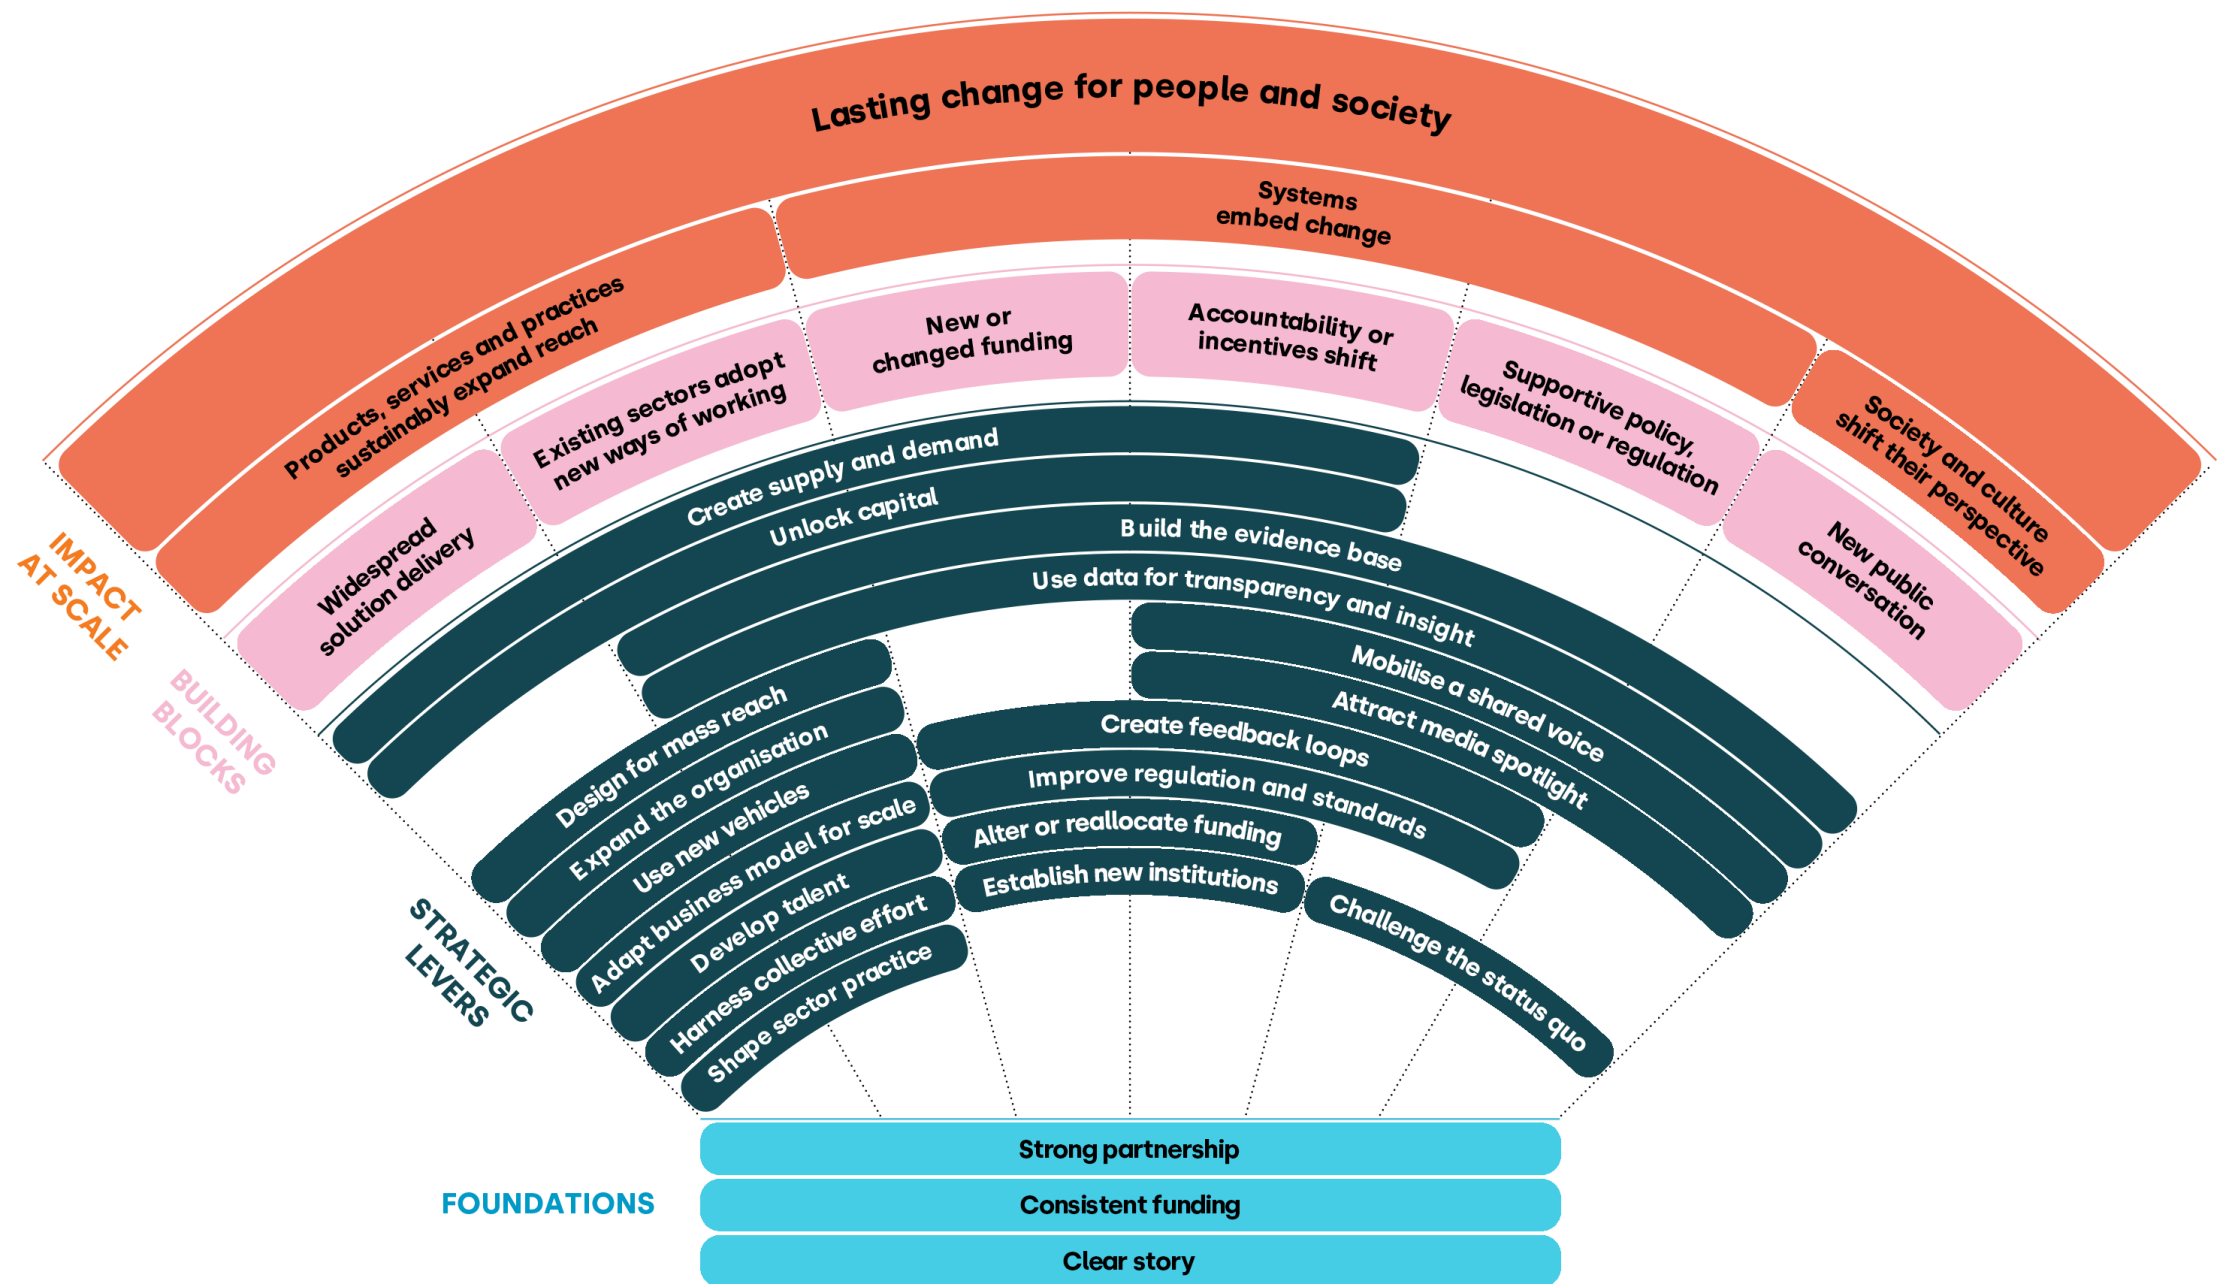 Lasting change for people and society
Products, services and practices
sustainably expand reach
Systems
embed change
Society and culture
shift their perspective
IMPACT
AT SCALE
Widespread
solution delivery
Existing sectors adopt
new ways of working
New or
changed funding
Accountability or
incentives shift
Supportive policy,
legislation or regulation
New public
conversation
BUILDING
BLOCKS
Create supply and demand
Unlock capital
Build the evidence base
Use data for transparency and insight
Mobilise a shared voice
Attract media spotlight
Design for mass reach
Expand the organisation
Use new vehicles
Adapt business model for scale
Develop talent
Harness collective effort
Shape sector practice
Create feedback loops
Improve regulation and standards
Alter or reallocate funding
Establish new institutions
Challenge the status quo
STRATEGIC
LEVERS
Strong partnership
FOUNDATIONS
Consistent funding
Clear story